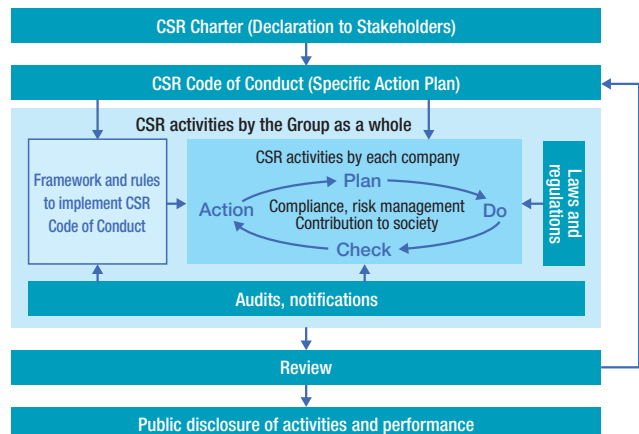 CSR Charter (Declaration to Stakeholders)
CSR Code of Conduct (Specific Action Plan)
CSR activities by the Group as a whole
Framework and rules
to implement CSR
Code of Conduct
CSR activities by each company
Plan
Action
Compliance, risk management
Contribution to society
Do
Check
Laws and
regulations
Audits, notifications
Review
Public disclosure of activities and performance